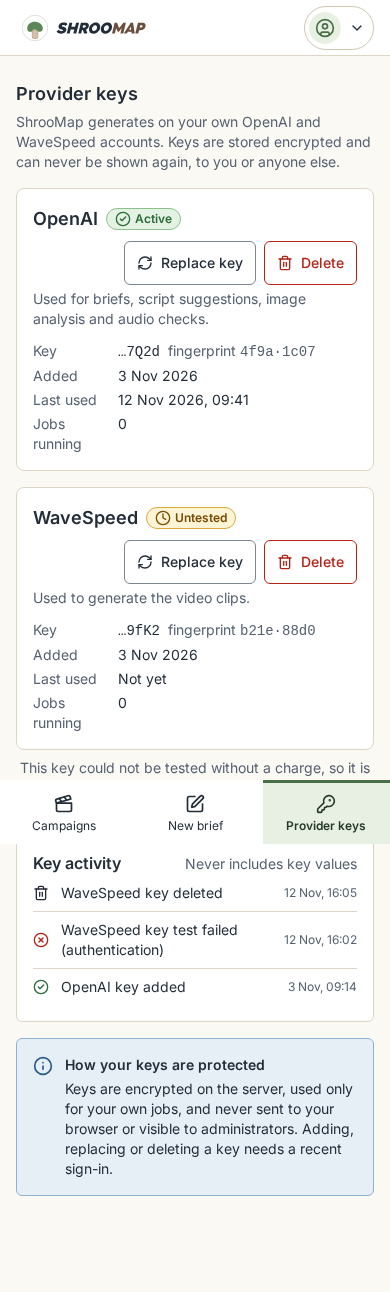 SHROOMAP
Provider keys
ShrooMap generates on your own OpenAI and
WaveSpeed accounts. Keys are stored encrypted and
can never be shown again, to you or anyone else.
OpenAI Active
Replace key Delete
Used for briefs, script suggestions, image
analysis and audio checks.
Key …7Q2d fingerprint 4f9a·1c07
Added 3 Nov 2026
Last used 12 Nov 2026, 09:41
Jobs 0
running
WaveSpeed Untested
Replace key Delete
Used to generate the video clips.
Key …9fK2 fingerprint b21e·88d0
Added 3 Nov 2026
Last used Not yet
Jobs 0
running
This key could not be tested without a charge, so it is
Campaigns New brief Provider keys
Key activity Never includes key values
WaveSpeed key deleted 12 Nov, 16:05
WaveSpeed key test failed 12 Nov, 16:02
(authentication)
OpenAI key added 3 Nov, 09:14
How your keys are protected
Keys are encrypted on the server, used only
for your own jobs, and never sent to your
browser or visible to administrators. Adding,
replacing or deleting a key needs a recent
sign-in.